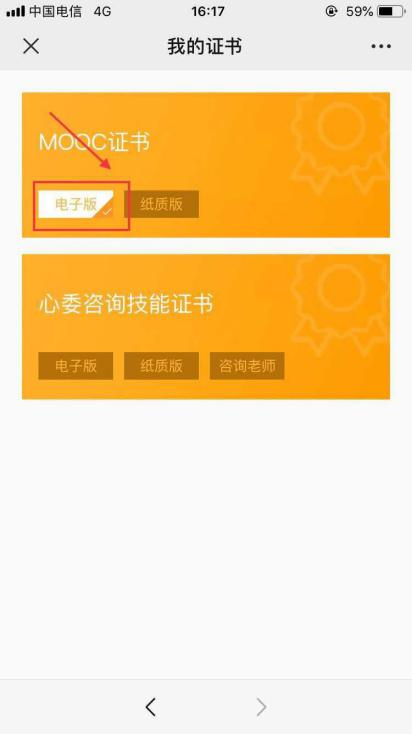 中国电信 4G 16:17 59%
我的证书
MOOC证书
电子版 纸质版
心委咨询技能证书
电子版 纸质版 咨询老师